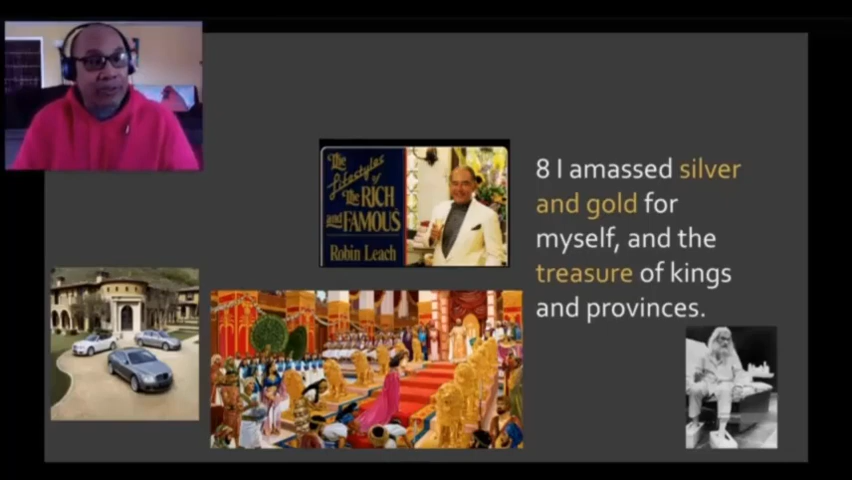 The
Lifestyles
of
The RICH
and FAMOUS
Robin Leach
8 I amassed silver
and gold for
myself, and the
treasure of kings
and provinces.